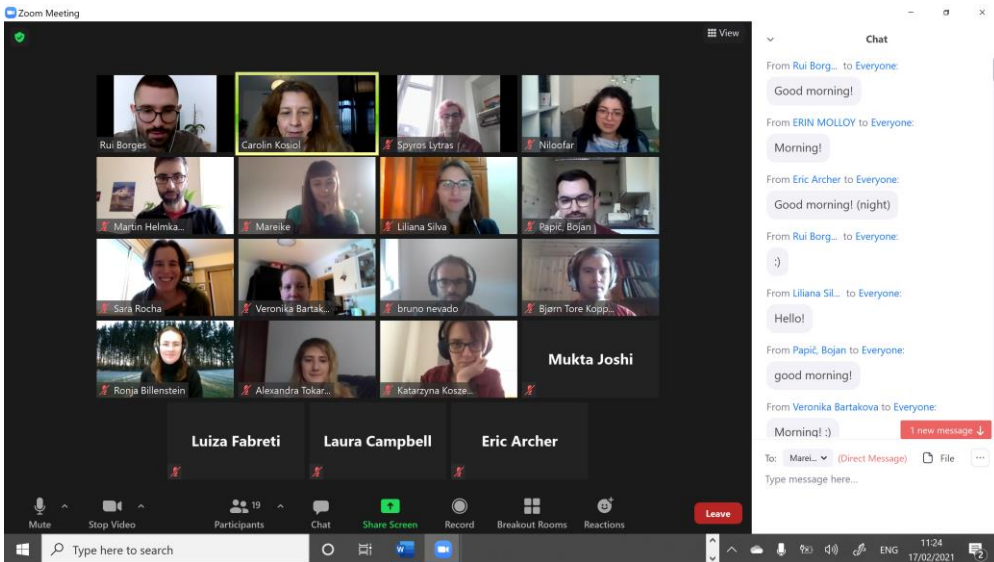 Zoom Meeting
View
Rui Borges
Carolin Kosiol
Spyros Lytras
Niloofar
Martin Helmka...
Mareike
Liliana Silva
Papič, Bojan
Sara Rocha
Veronika Bartak...
bruno nevado
Bjørn Tore Kopp...
Ronja Billenstein
Alexandra Tokar...
Katarzyna Kosze...
Mukta Joshi
Luiza Fabreti
Laura Campbell
Eric Archer
Mute
Stop Video
Participants
19
Chat
Share Screen
Record
Breakout Rooms
Reactions
Leave
Chat
From Rui Borg... to Everyone:
Good morning!
From ERIN MOLLOY to Everyone:
Morning!
From Eric Archer to Everyone:
Good morning! (night)
From Rui Borg... to Everyone:
:)
From Liliana Sil... to Everyone:
Hello!
From Papič, Bojan to Everyone:
good morning!
From Veronika Bartakova to Everyone:
Morning! :)
1 new message
To: Marei... (Direct Message) File ...
Type message here...
Type here to search
ENG
11:24
17/02/2021
2